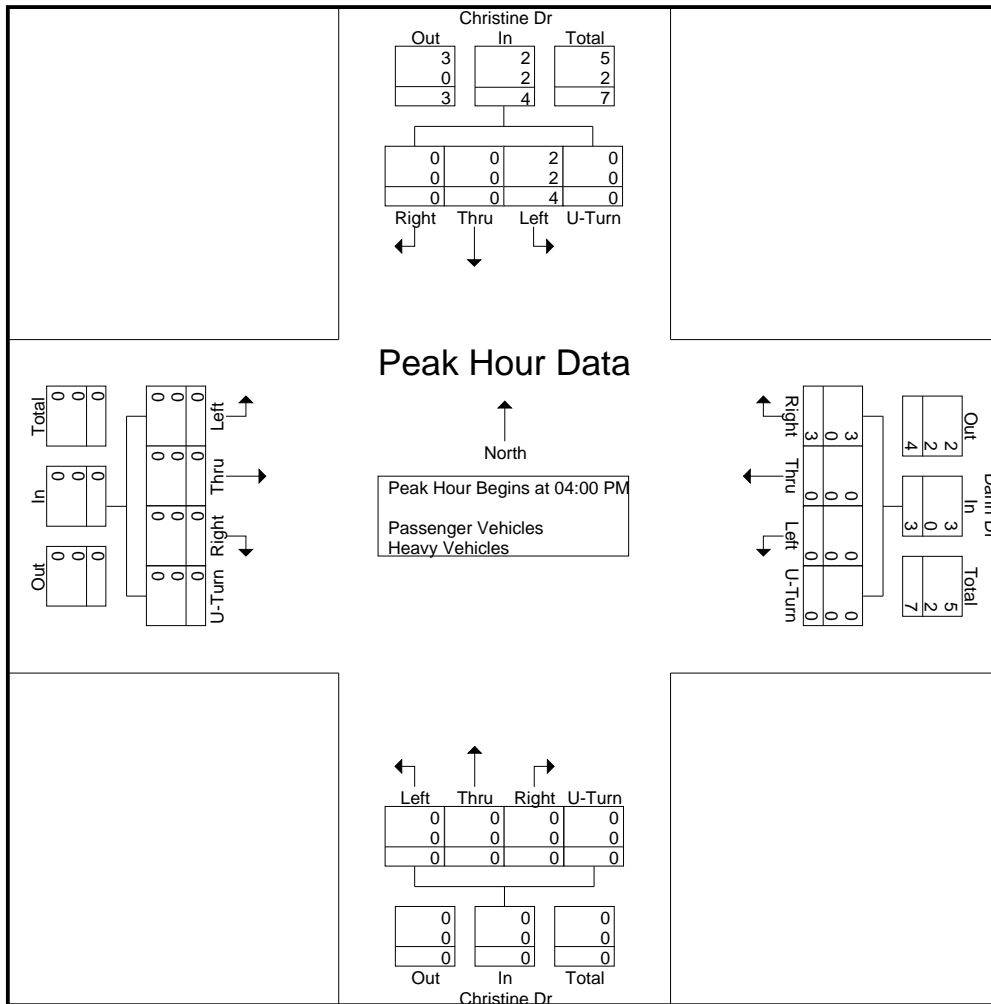 Christine Dr
Out In Total
3 2 5
0 2 2
3 4 7
0 0 2 0
0 0 2 0
0 0 4 0
Right Thru Left U-Turn
Peak Hour Data
North
Peak Hour Begins at 04:00 PM
Passenger Vehicles
Heavy Vehicles
Total
0 0 0
In
0 0 0
Out
0 0 0
Left
0 0 0
Thru
0 0 0
Right
0 0 0
U-Turn
0 0 0
Right
3 0 3
Thru
0 0 0
Left
0 0 0
U-Turn
0 0 0
Out
2 2 4
In
3 0 3
Total
5 2 7
Left Thru Right U-Turn
0 0 0 0
0 0 0 0
0 0 0 0
0 0 0
0 0 0
0 0 0
Out In Total
Christine Dr